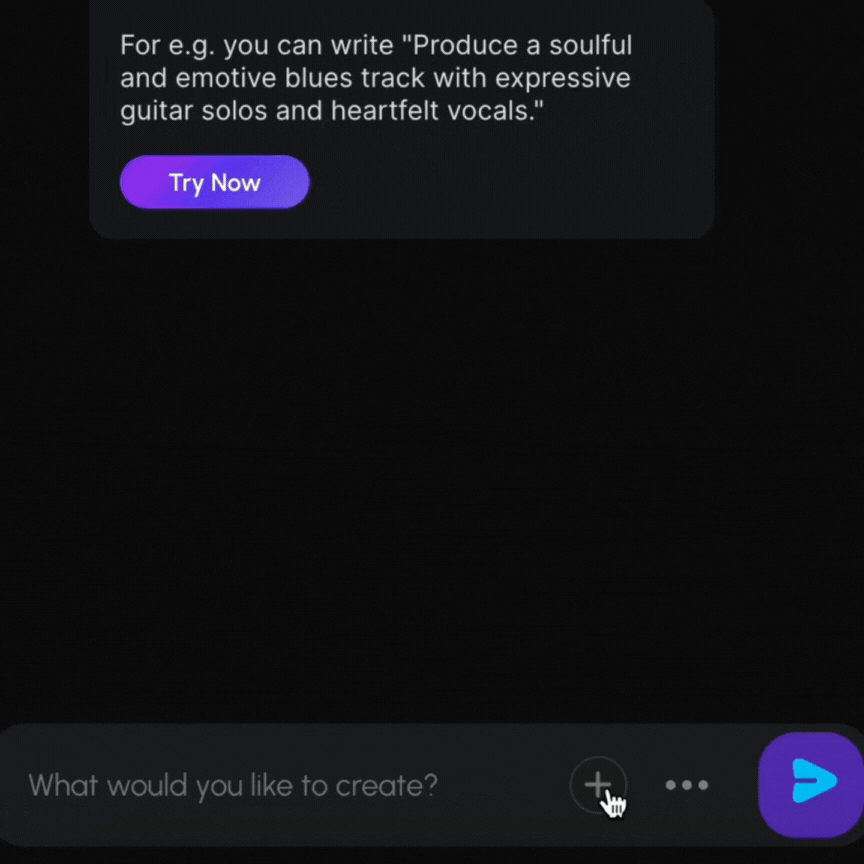 For e.g. you can write "Produce a soulful
and emotive blues track with expressive
guitar solos and heartfelt vocals."
Try Now
What would you like to create?